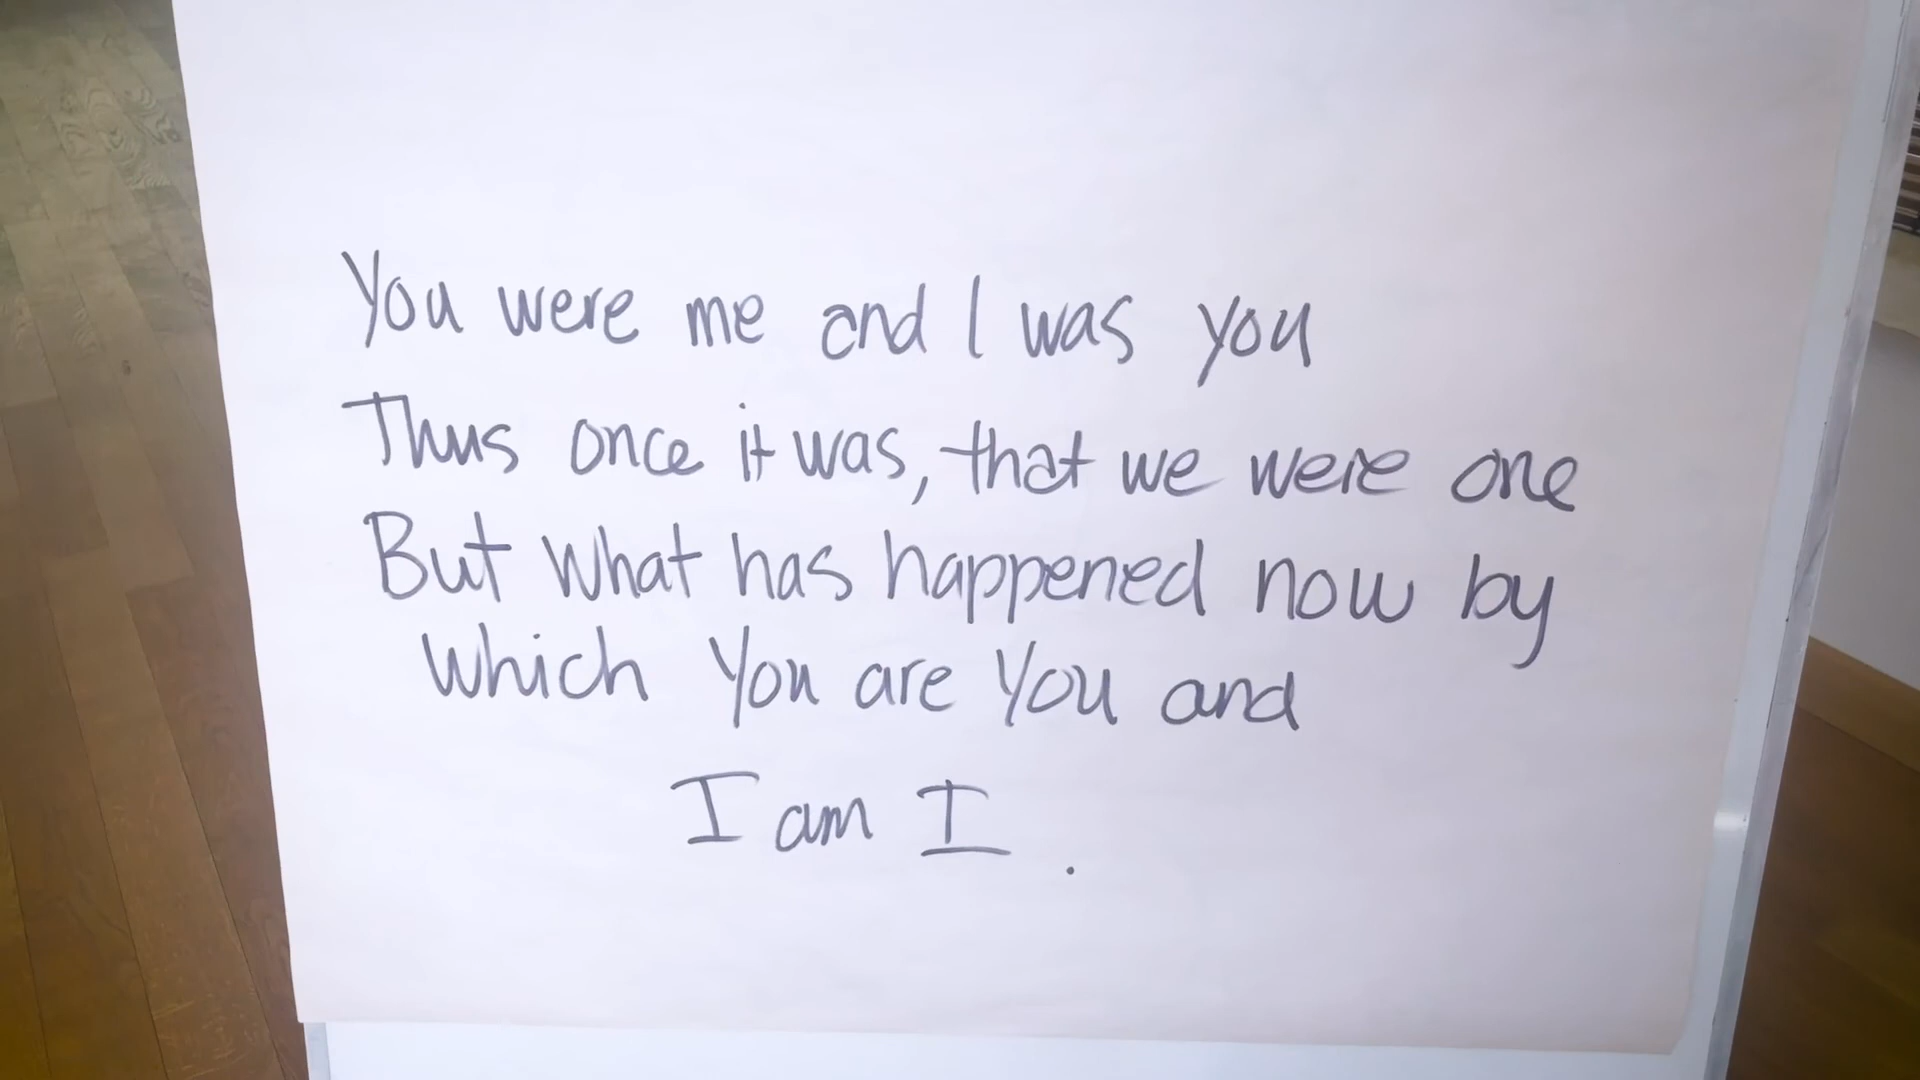 You were me and I was you
Thus once it was, that we were one
But what has happened now by
which You are You and
I am I.